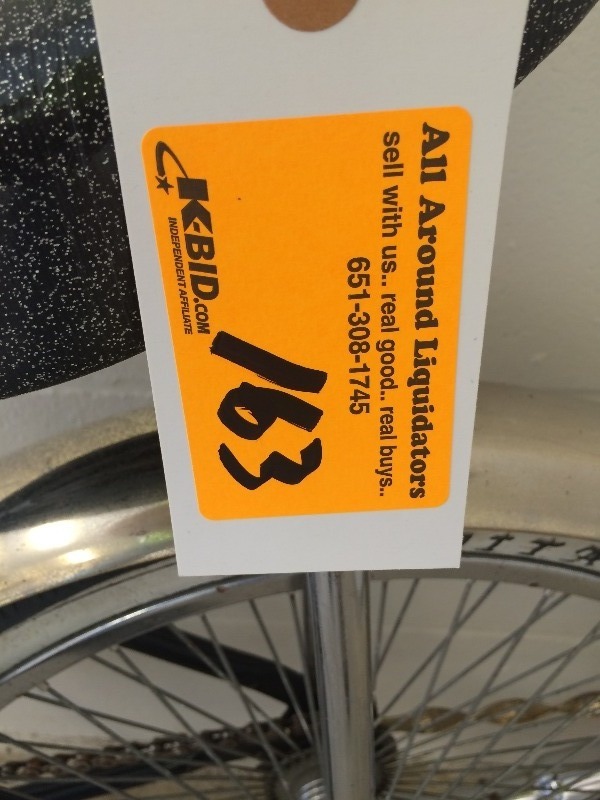 All Around Liquidators
sell with us.. real good.. real buys..
651-308-1745
K-BID.COM
INDEPENDENT AFFILIATE
163